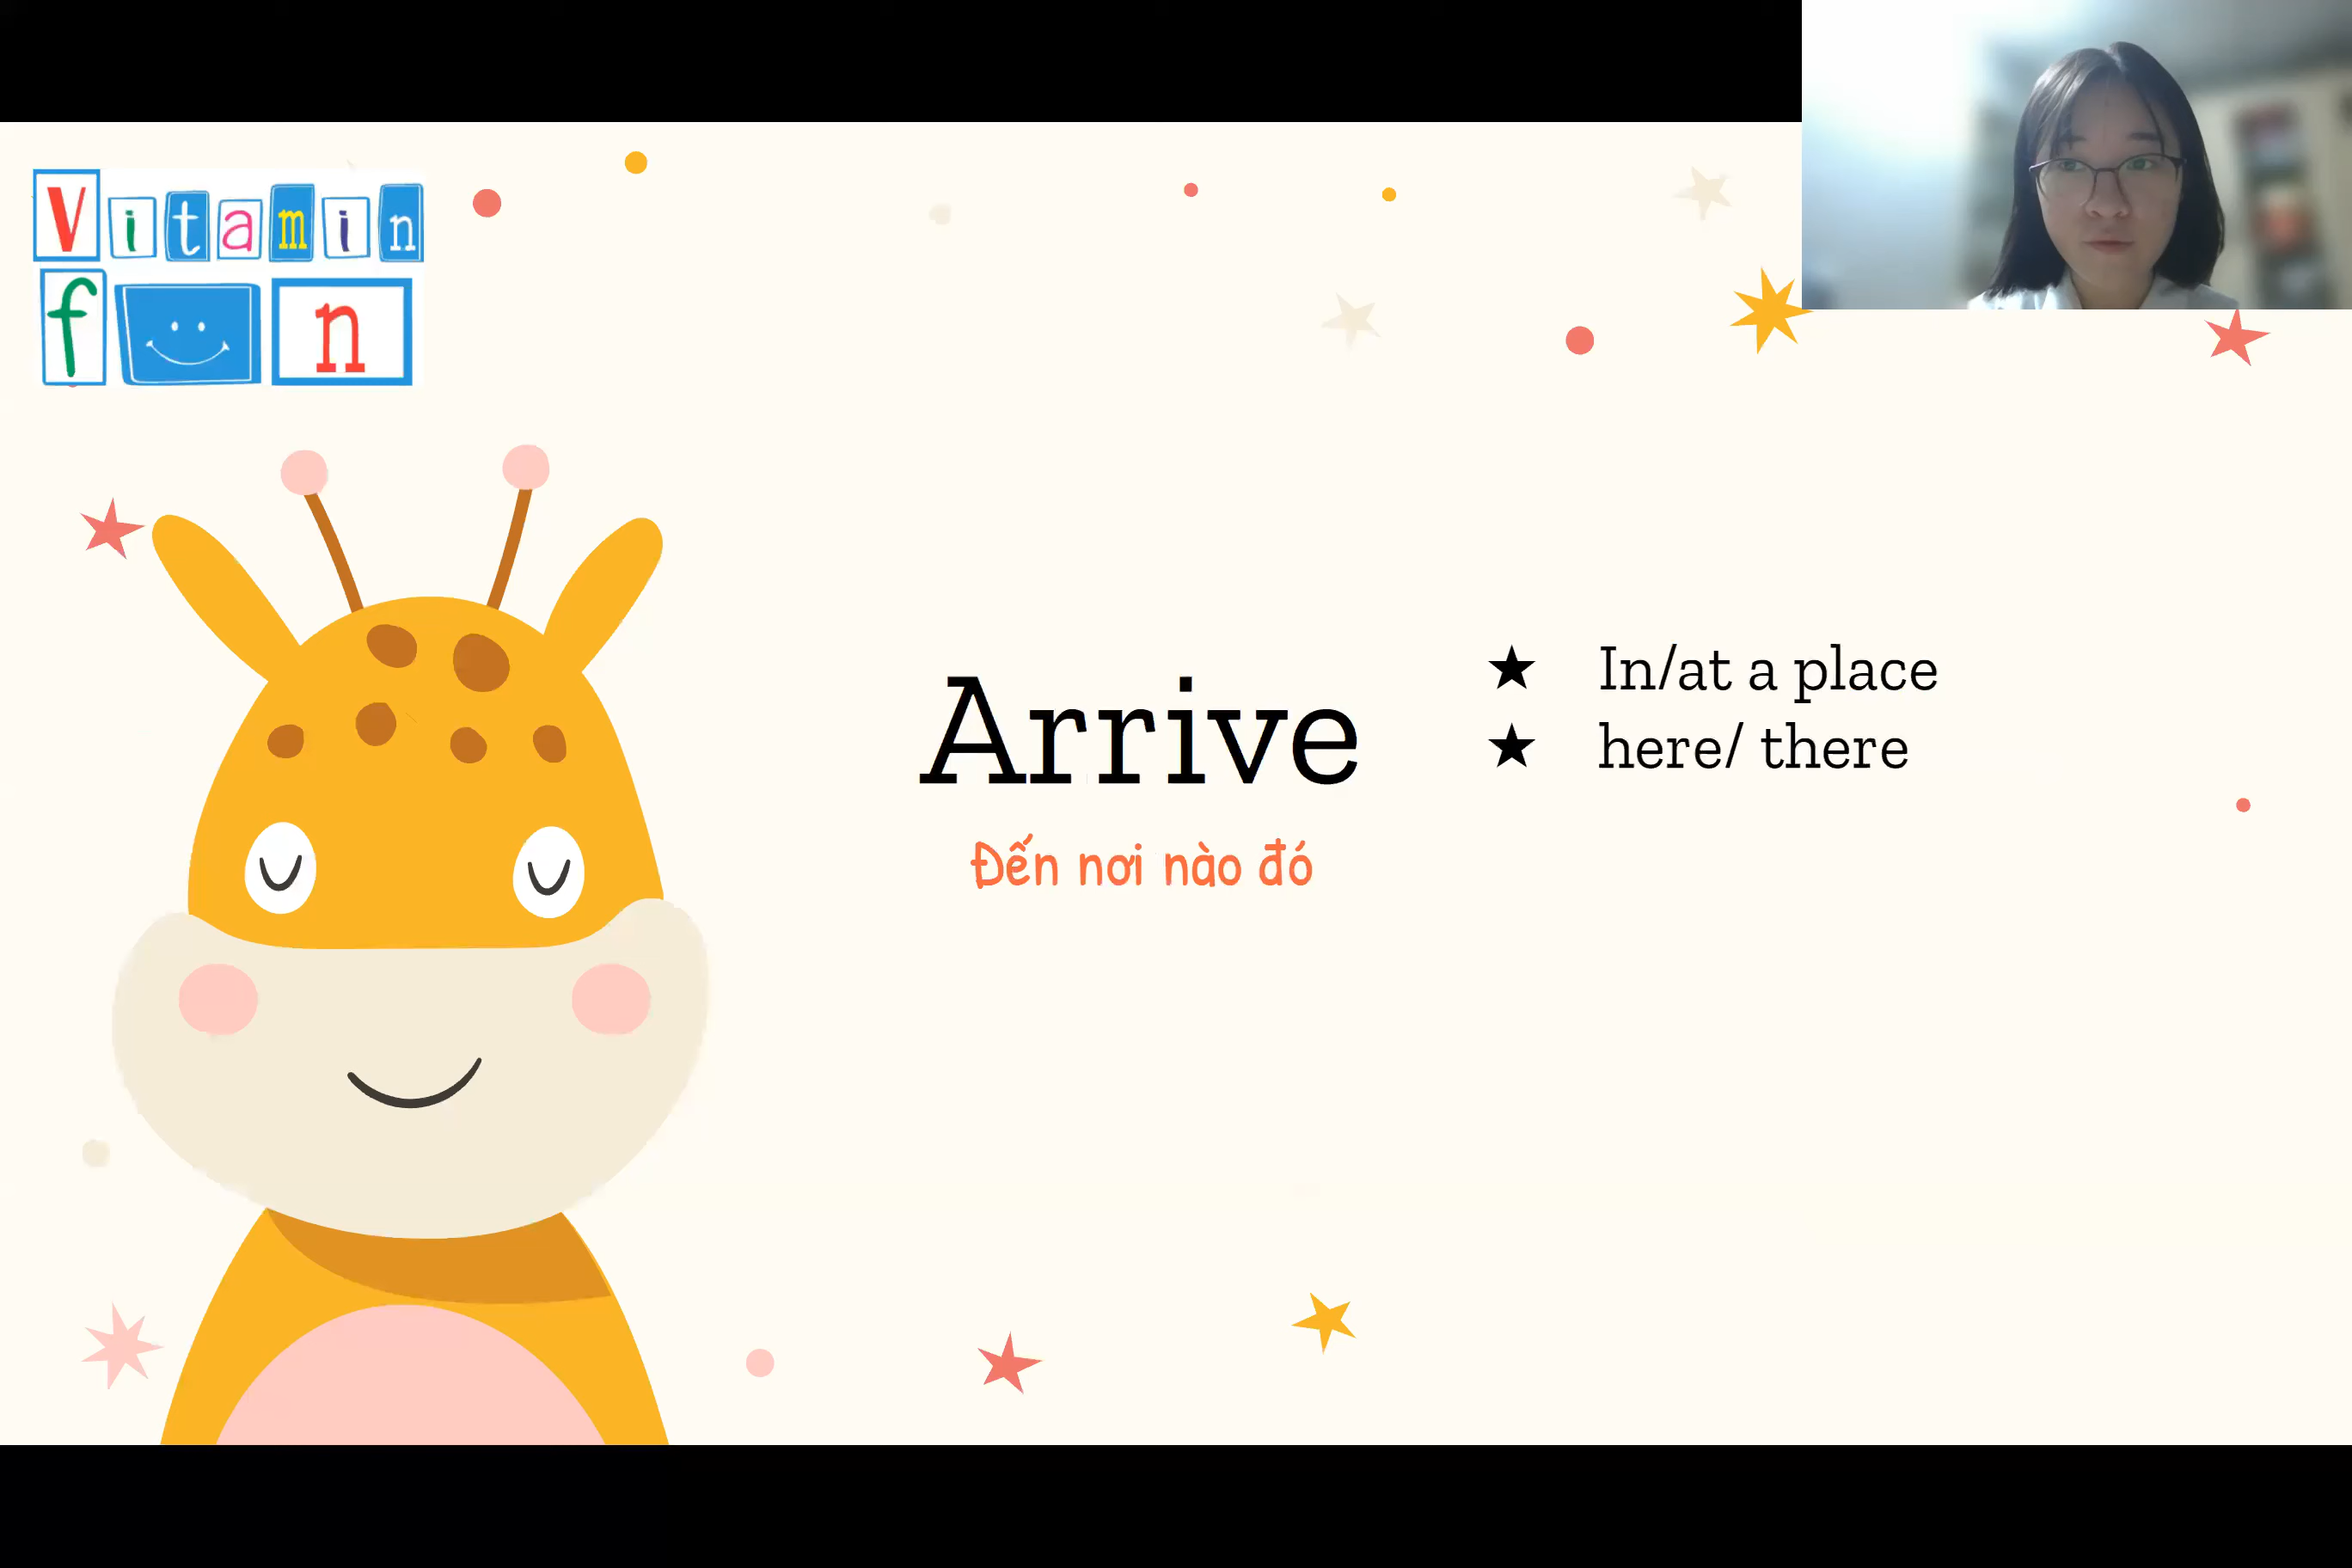 Vitamin
f n
Arrive
Đến nơi nào đó
★ In/at a place
★ here/ there